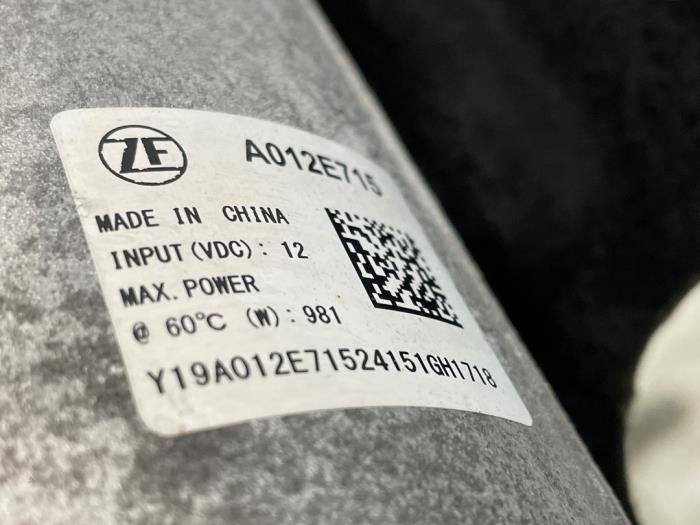 ZF
A012E715
MADE IN CHINA
INPUT (VDC): 12
MAX. POWER
@ 60℃ (W): 981
Y19A012E71524151GH1718